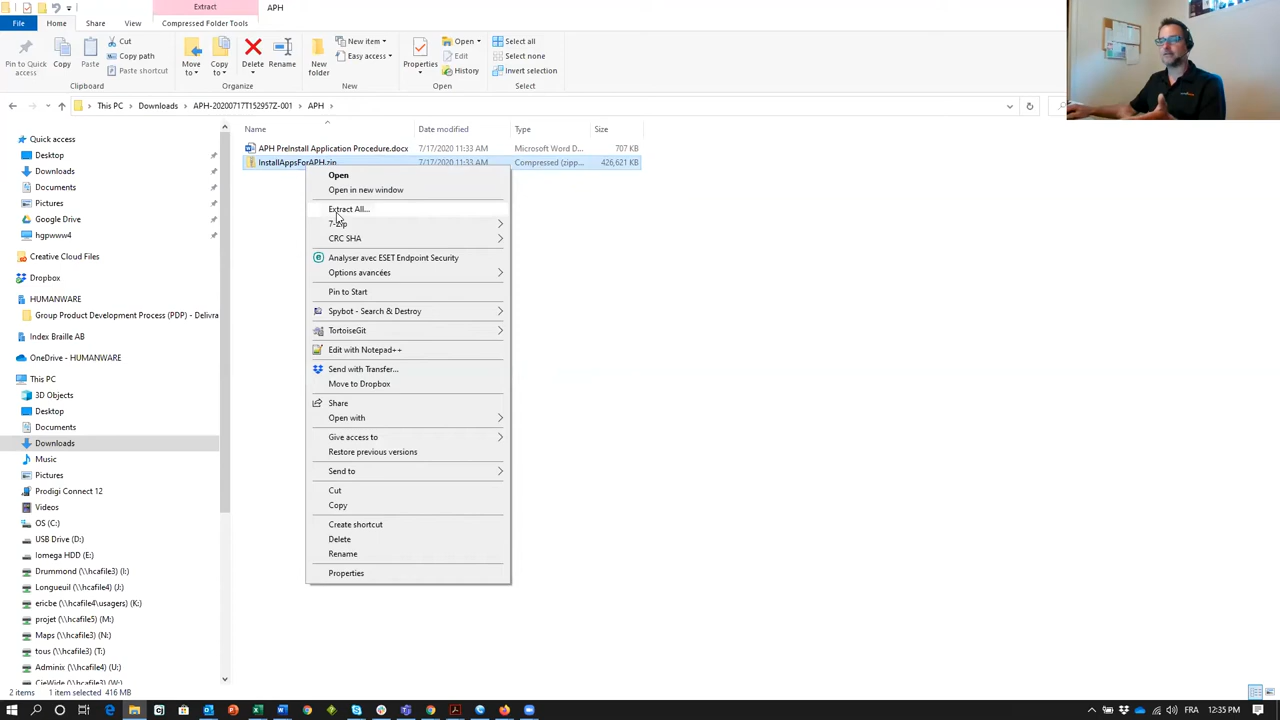 Extract
APH
File
Home
Share
View
Compressed Folder Tools
Pin to Quick access
Copy
Paste
Cut
Copy path
Paste shortcut
Clipboard
Move to
Copy to
Delete
Rename
Organize
New folder
New item
Easy access
New
Properties
Open
Edit
History
Open
Select all
Select none
Invert selection
Select
This PC
Downloads
APH-20200717T152957Z-001
APH
Name
Date modified
Type
Size
APH PreInstall Application Procedure.docx
7/17/2020 11:33 AM
Microsoft Word D...
707 KB
InstallAppsForAPH.zip
7/17/2020 11:33 AM
Compressed (zipp...
426,621 KB
Quick access
Desktop
Downloads
Documents
Pictures
Google Drive
hgpwww4
Creative Cloud Files
Dropbox
HUMANWARE
Group Product Development Process (PDP) - Delivra
Index Braille AB
OneDrive - HUMANWARE
This PC
3D Objects
Desktop
Documents
Downloads
Music
Pictures
Prodigi Connect 12
Videos
OS (C:)
USB Drive (D:)
Iomega HDD (E:)
Drummond (\\hcafile3) (I:)
Longueuil (\\hcafile4) (J:)
ericbe (\\hcafile4\usagers) (K:)
projet (\\hcafile5) (M:)
Maps (\\hcafile3) (N:)
tous (\\hcafile3) (T:)
Adminix (\\hcafile4) (U:)
CieWide (\\hcafile3) (W:)
Open
Open in new window
Extract All...
7-Zip
CRC SHA
Analyser avec ESET Endpoint Security
Options avancées
Pin to Start
Spybot - Search & Destroy
TortoiseGit
Edit with Notepad++
Send with Transfer...
Move to Dropbox
Share
Open with
Give access to
Restore previous versions
Send to
Cut
Copy
Create shortcut
Delete
Rename
Properties
2 items
1 item selected 416 MB
FRA
12:35 PM